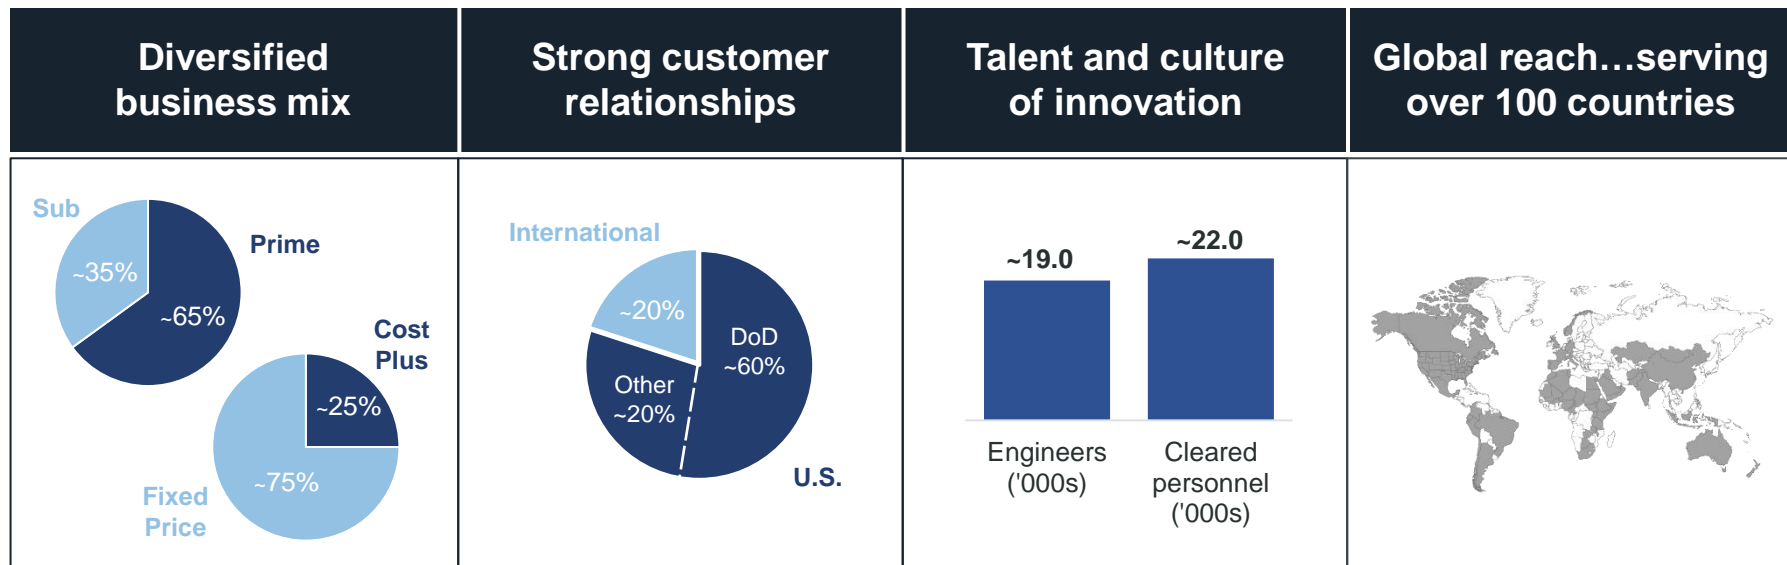 Diversified
business mix
Strong customer
relationships
Talent and culture
of innovation
Global reach…serving
over 100 countries
Sub
Prime
~35%
~65%
Cost
Plus
~25%
~75%
Fixed
Price
International
~20%
DoD
~60%
Other
~20%
U.S.
~19.0
~22.0
Engineers
('000s)
Cleared
personnel
('000s)